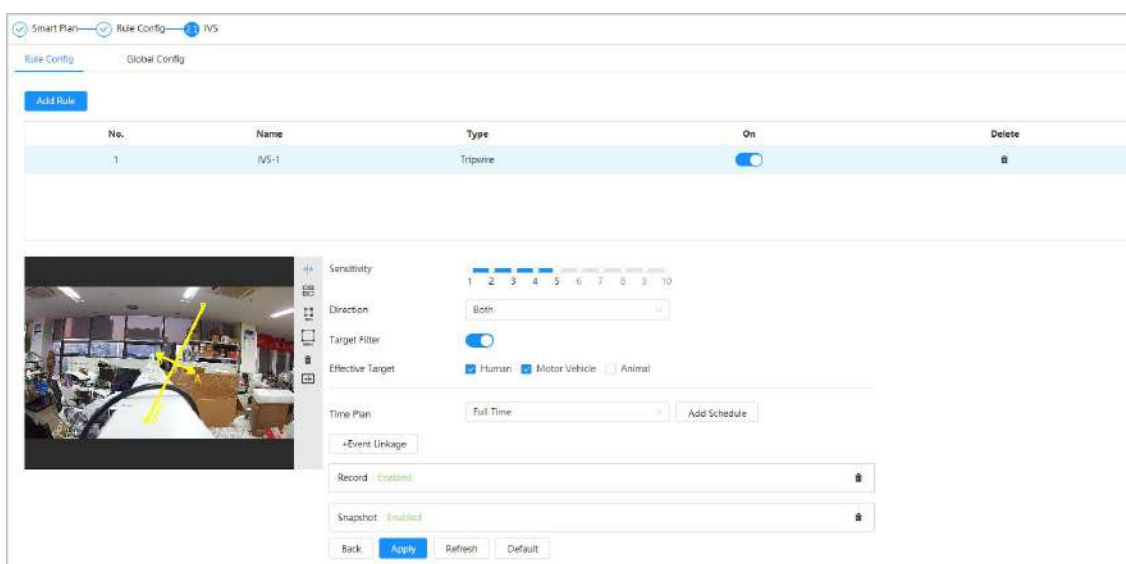 Smart Plan Rule Config 2-1 IVS
Rule Config Global Config
Add Rule
No. Name Type On Delete
1 IVS-1 Tripwire
Sensitivity
1 2 3 4 5 6 7 8 9 10
Direction Both
Target Filter
Effective Target Human Motor Vehicle Animal
Time Plan Full Time Add Schedule
+Event Linkage
Record Enabled
Snapshot Enabled
Back Apply Refresh Default